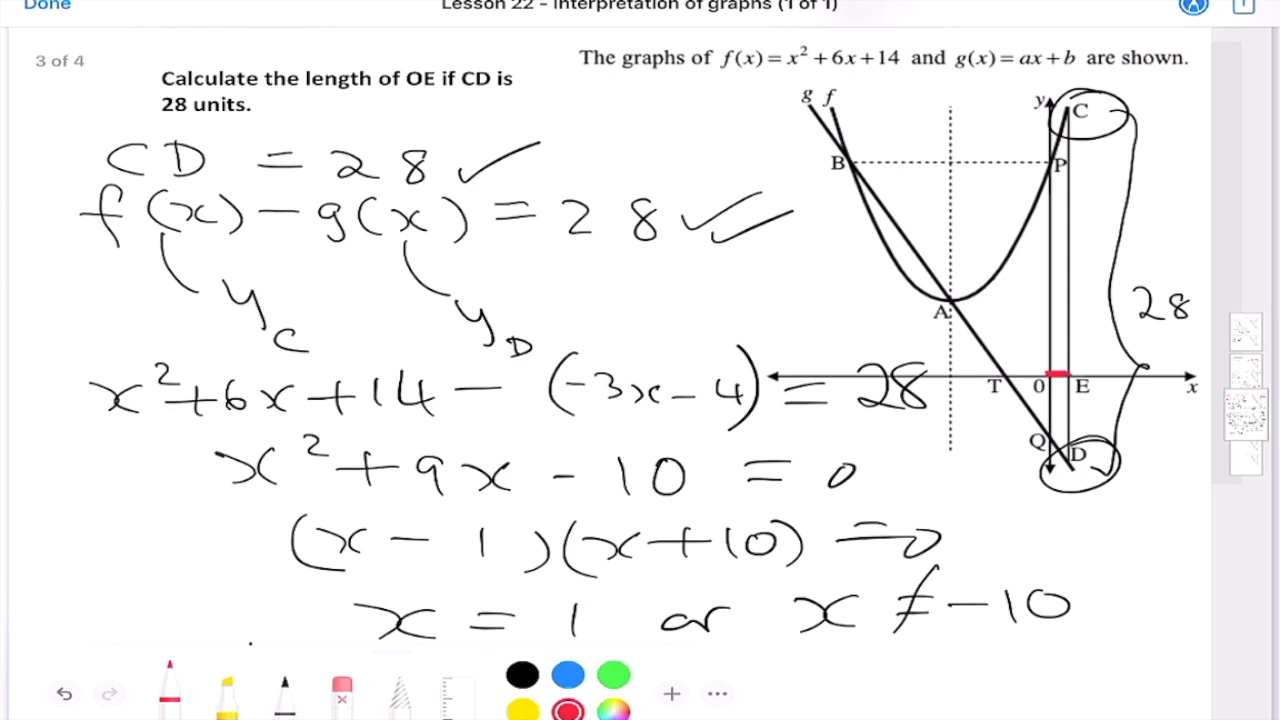 Done
Lesson 22 – Interpretation of graphs (1 of 1)
3 of 4
Calculate the length of OE if CD is
28 units.
The graphs of f(x) = x² + 6x + 14 and g(x) = ax + b are shown.
CD = 28 ✓
f(x) − g(x) = 28 ✓✓
y_C
y_D
x² + 6x + 14 − (−3x − 4) = 28
x² + 9x − 10 = 0
(x − 1)(x + 10) = 0
x = 1 or x ≠ −10
g f
y
C
B
P
28
A
T
0
E
x
Q
D